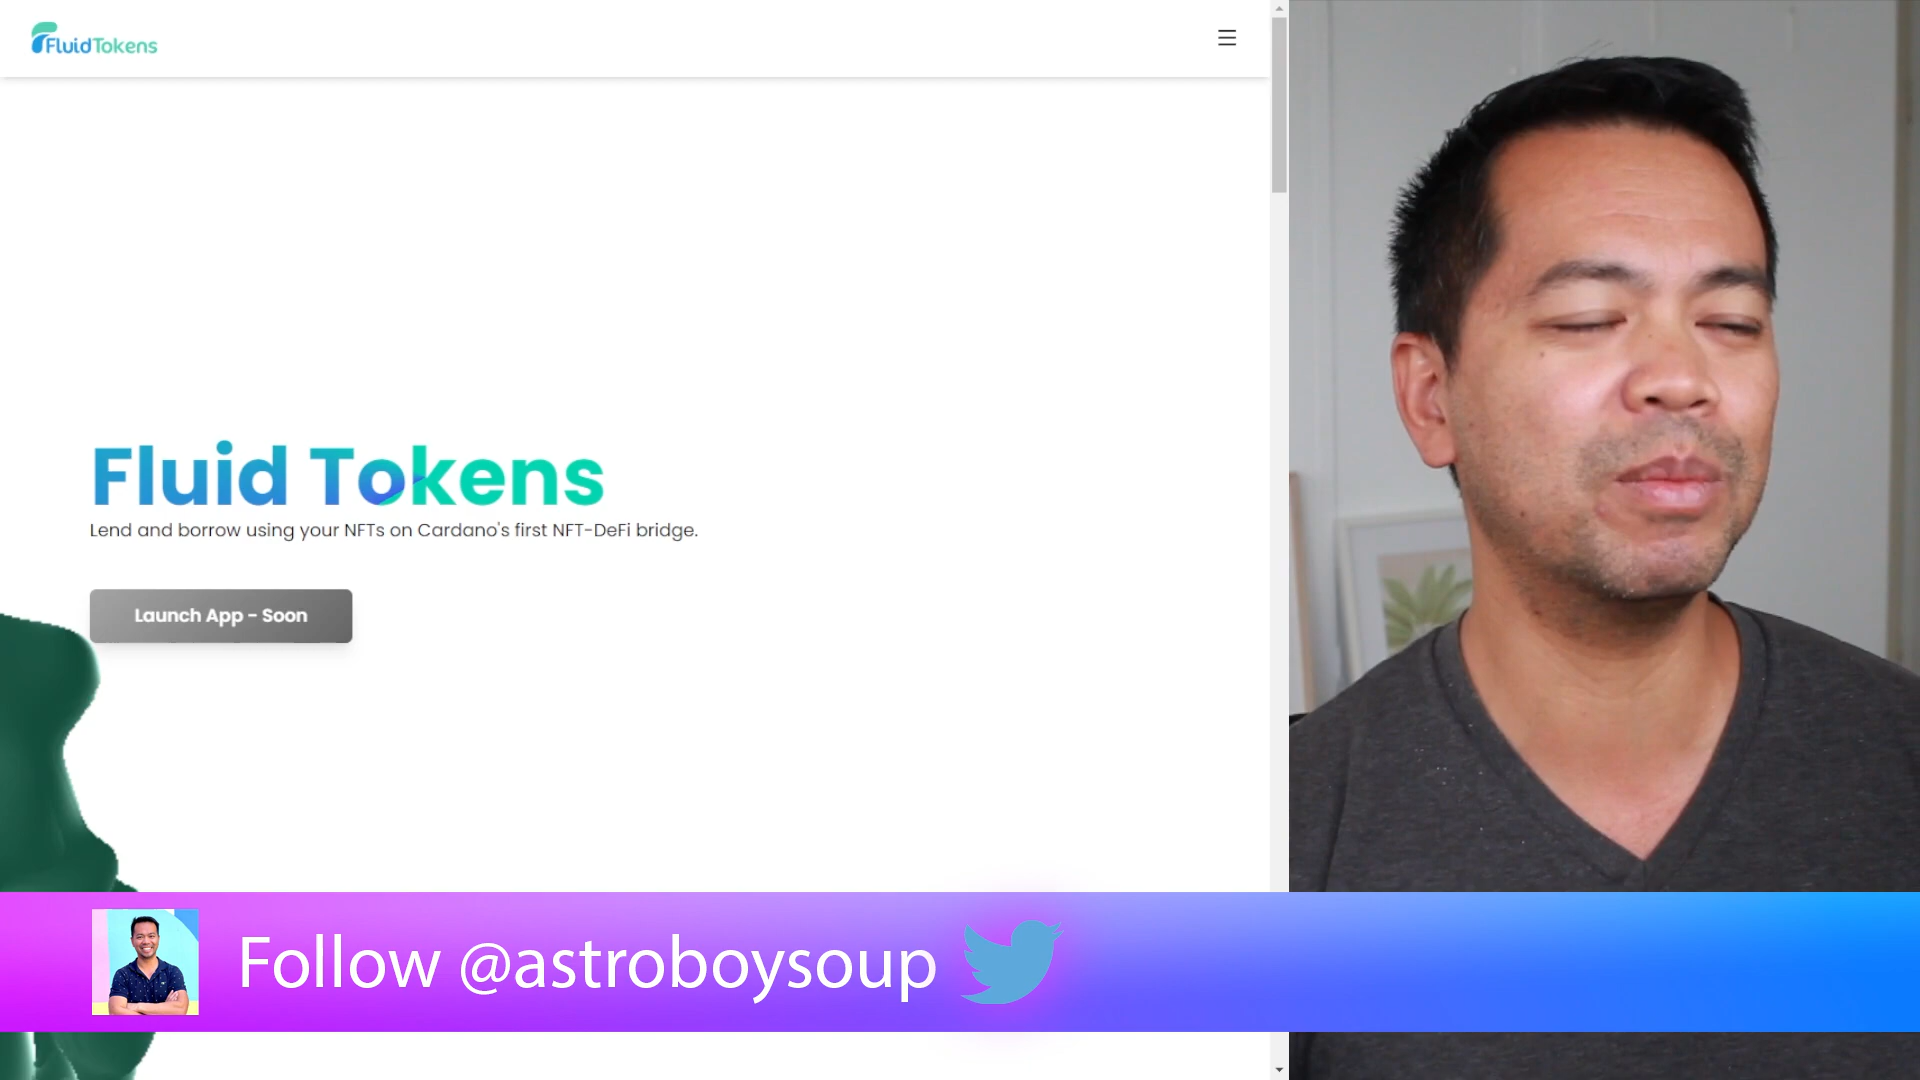 FluidTokens
Fluid Tokens
Lend and borrow using your NFTs on Cardano's first NFT-DeFi bridge.
Launch App - Soon
Follow @astroboysoup